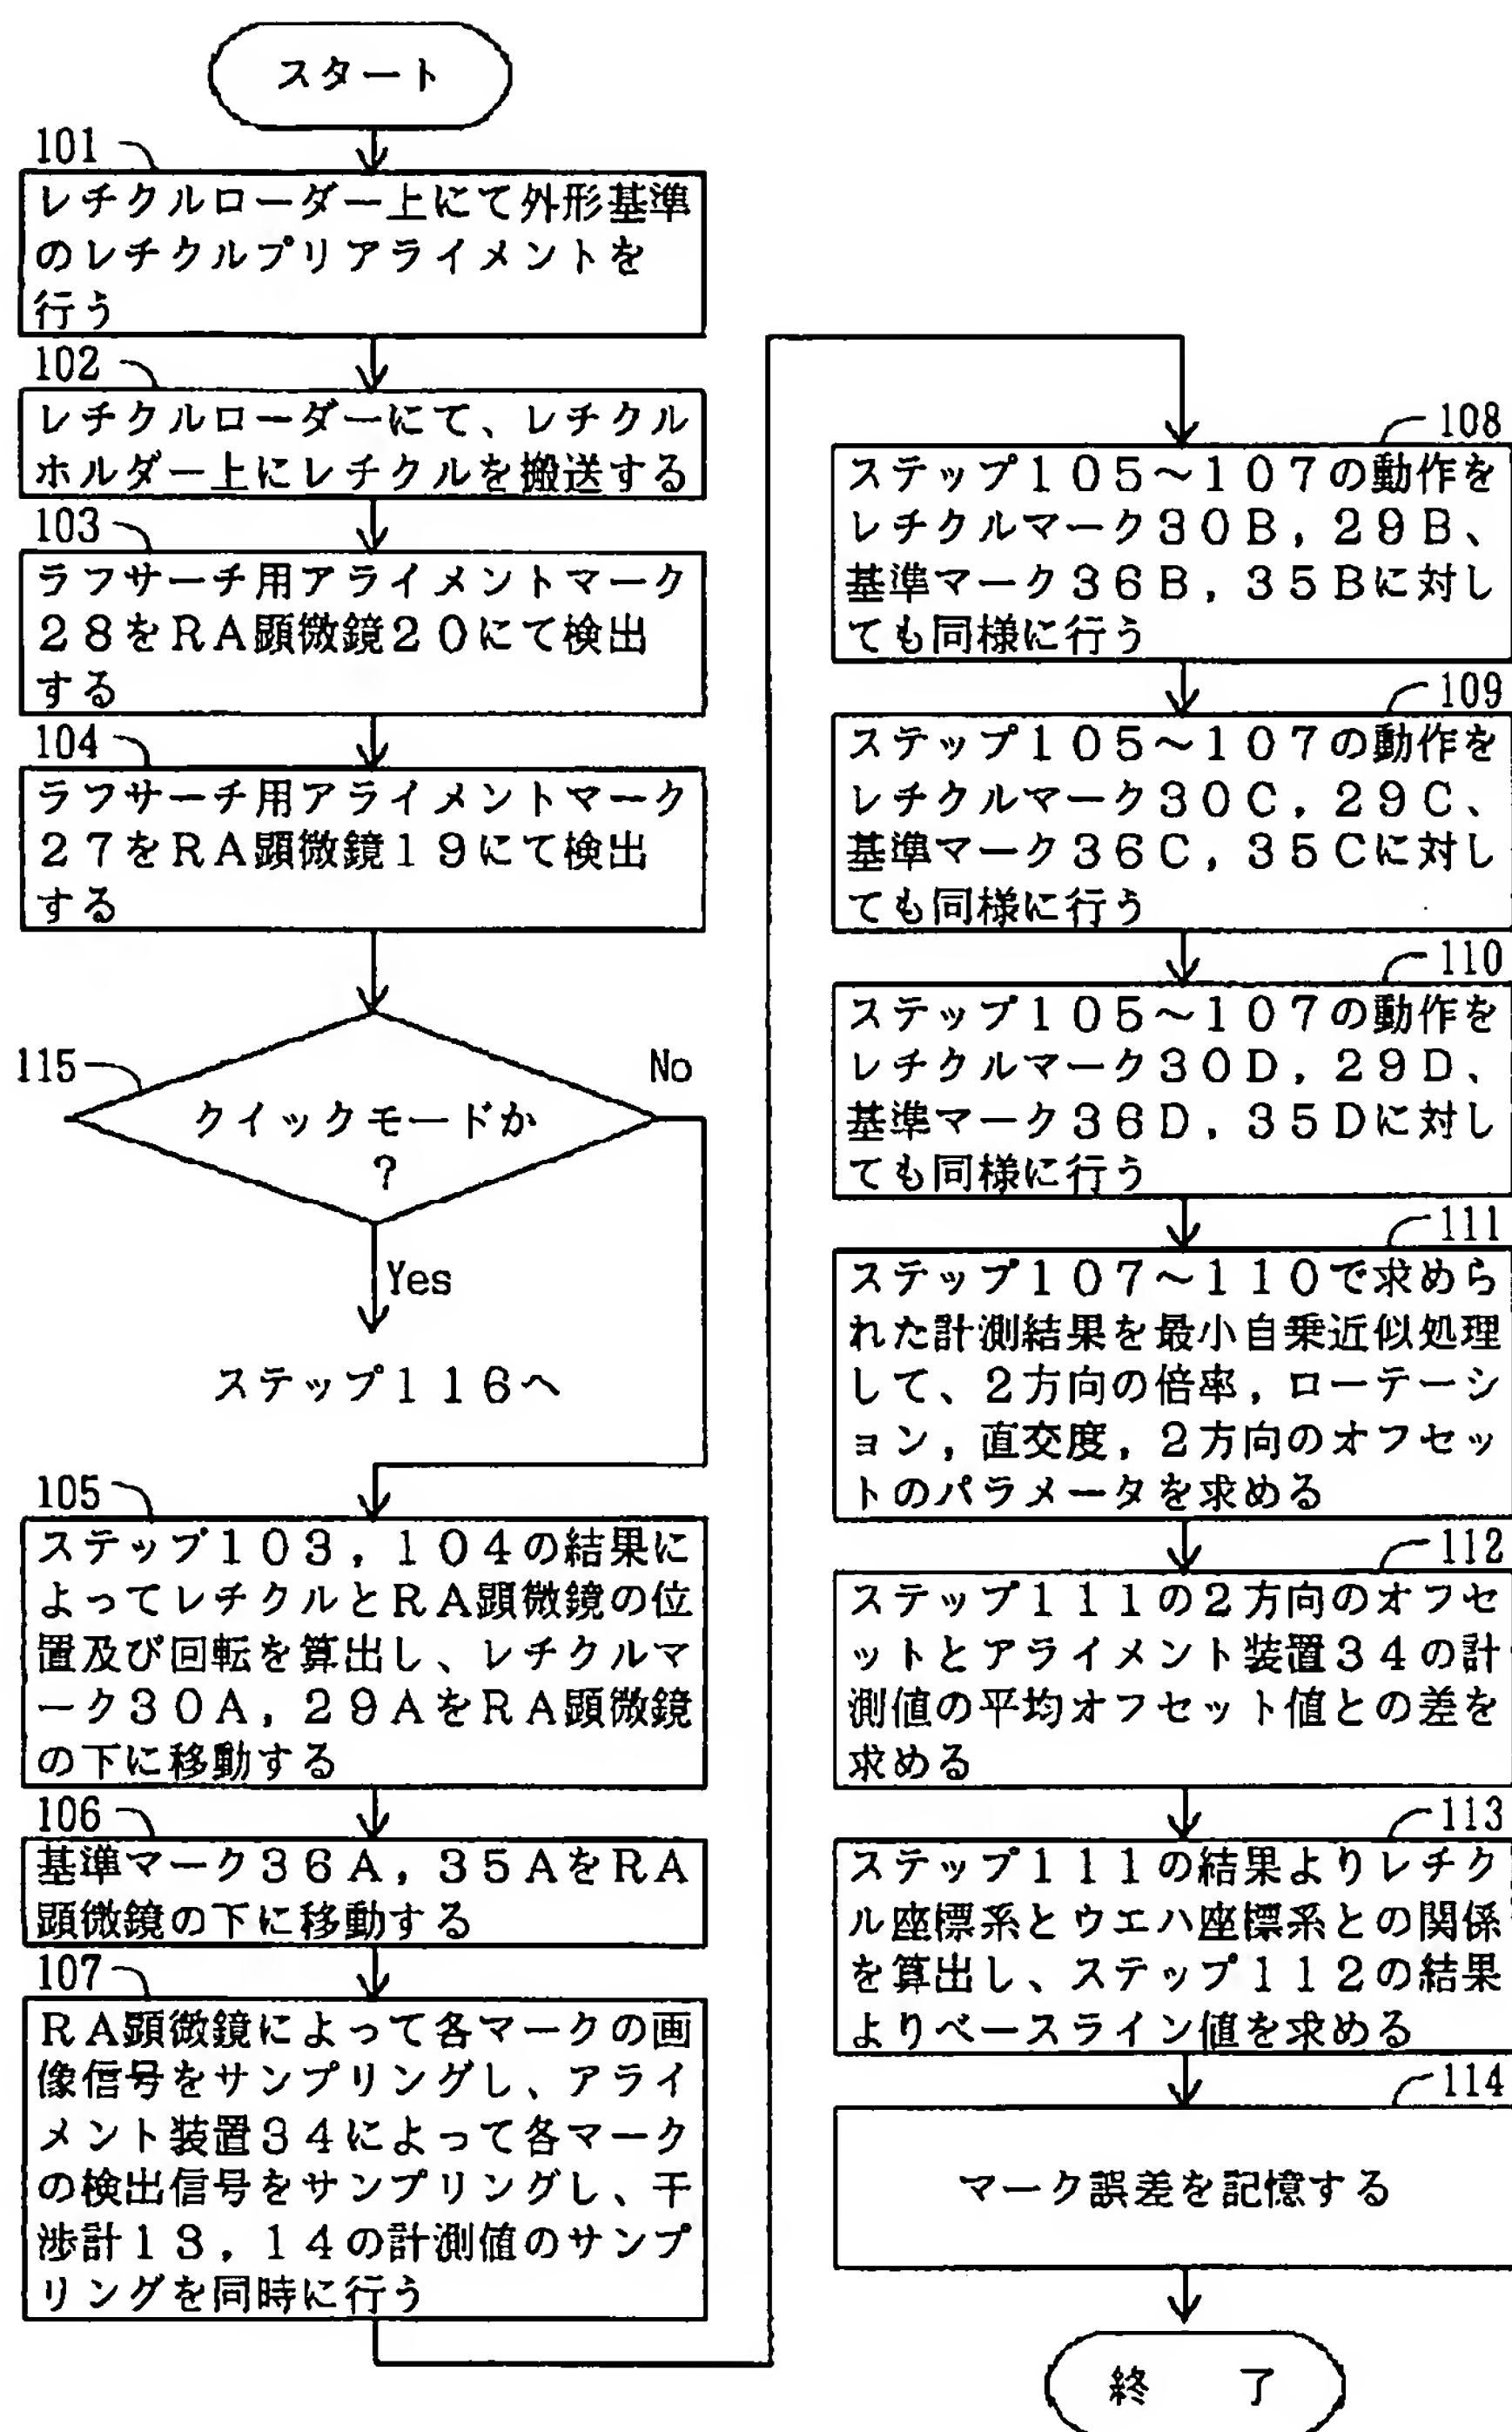 スタート
101
レチクルローダー上にて外形基準
のレチクルプリアライメントを
行う
102
レチクルローダーにて、レチクル
ホルダー上にレチクルを搬送する
103
ラフサーチ用アライメントマーク
28をRA顕微鏡20にて検出
する
104
ラフサーチ用アライメントマーク
27をRA顕微鏡19にて検出
する
115
No
クイックモードか
?
Yes
ステップ116へ
105
ステップ103,104の結果に
よってレチクルとRA顕微鏡の位
置及び回転を算出し、レチクルマ
ーク30A,29AをRA顕微鏡
の下に移動する
106
基準マーク36A,35AをRA
顕微鏡の下に移動する
107
RA顕微鏡によって各マークの画
像信号をサンプリングし、アライ
メント装置34によって各マーク
の検出信号をサンプリングし、干
渉計13,14の計測値のサンプ
リングを同時に行う
108
ステップ105~107の動作を
レチクルマーク30B,29B、
基準マーク36B,35Bに対し
ても同様に行う
109
ステップ105~107の動作を
レチクルマーク30C,29C、
基準マーク36C,35Cに対し
ても同様に行う
110
ステップ105~107の動作を
レチクルマーク30D,29D、
基準マーク36D,35Dに対し
ても同様に行う
111
ステップ107~110で求めら
れた計測結果を最小自乗近似処理
して、2方向の倍率,ローテーシ
ョン,直交度,2方向のオフセッ
トのパラメータを求める
112
ステップ111の2方向のオフセ
ットとアライメント装置34の計
測値の平均オフセット値との差を
求める
113
ステップ111の結果よりレチク
ル座標系とウエハ座標系との関係
を算出し、ステップ112の結果
よりベースライン値を求める
114
マーク誤差を記憶する
終 了